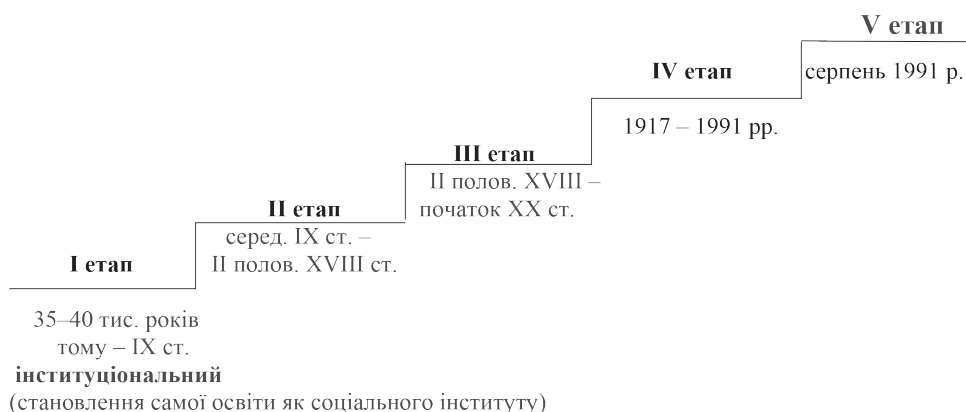 V етап
серпень 1991 р.
IV етап
1917 – 1991 рр.
III етап
II полов. XVIII –
початок XX ст.
II етап
серед. IX ст. –
II полов. XVIII ст.
I етап
35–40 тис. років
тому – IX ст.
інституціональний
(становлення самої освіти як соціального інституту)